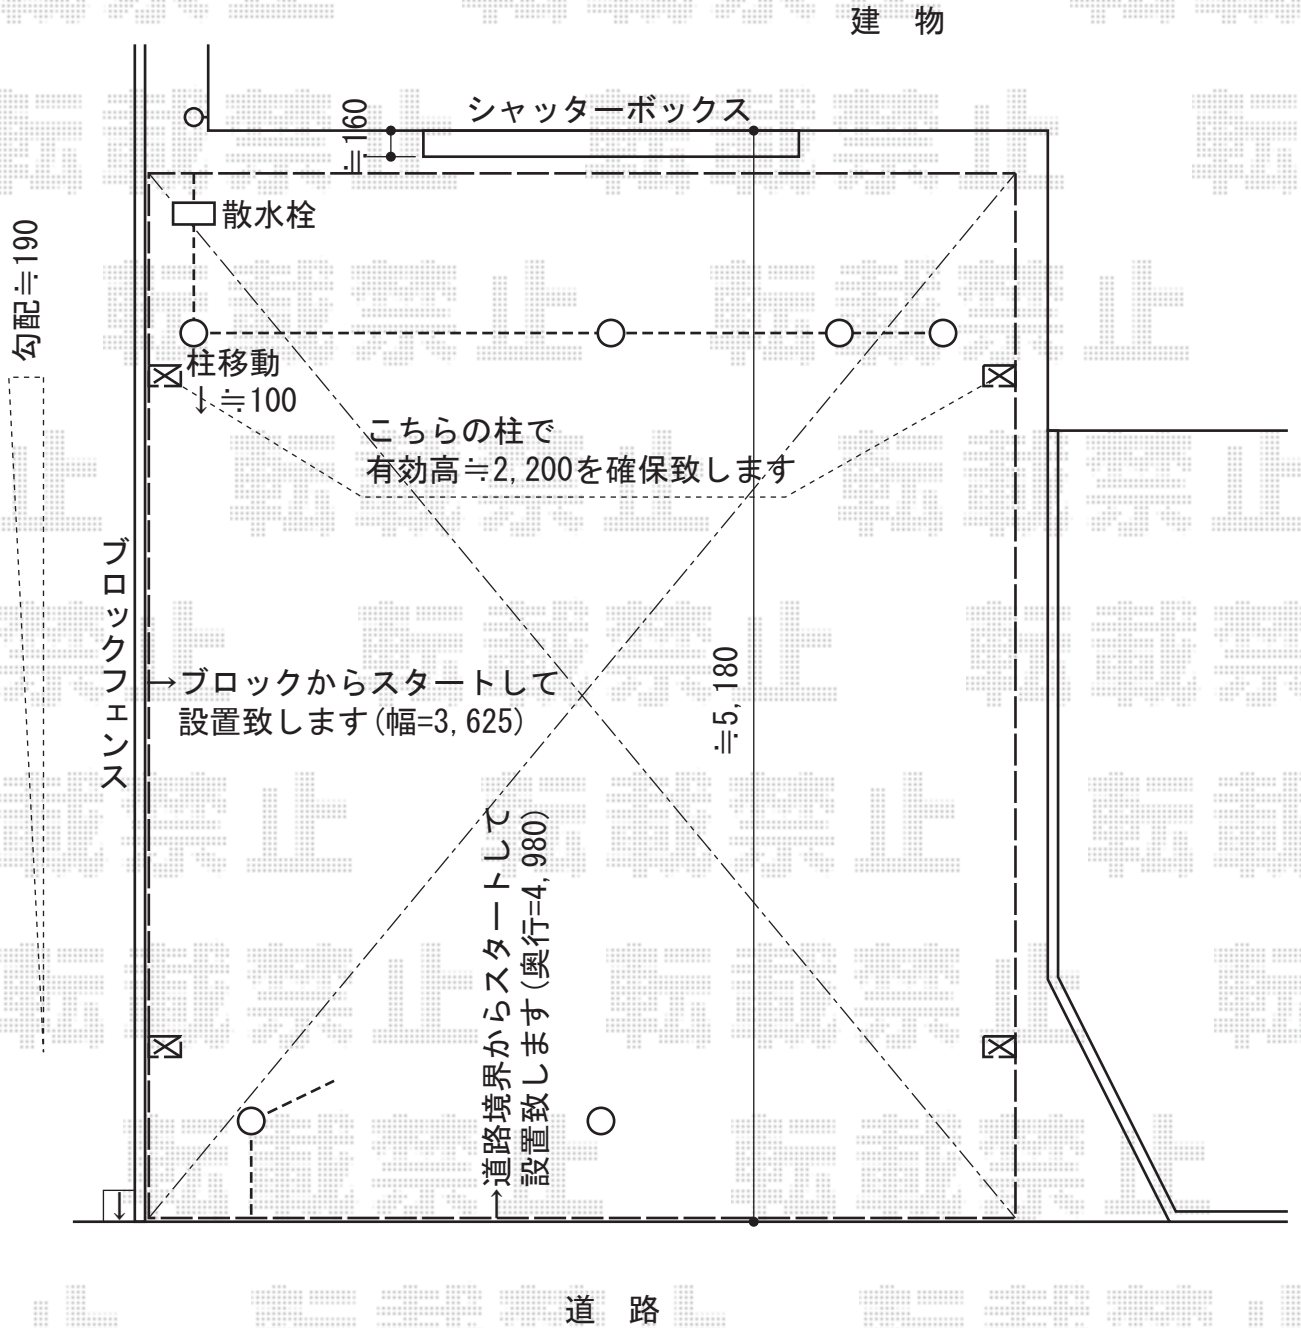 建 物
シャッターボックス
≒160
散水栓
勾配≒190
柱移動
↓≒100
こちらの柱で
有効高≒2,200を確保致します
ブロックフェンス
→ブロックからスタートして
設置致します(幅=3,625)
≒5,180
道路境界からスタートして
設置致します(奥行=4,980)
道 路
転載禁止